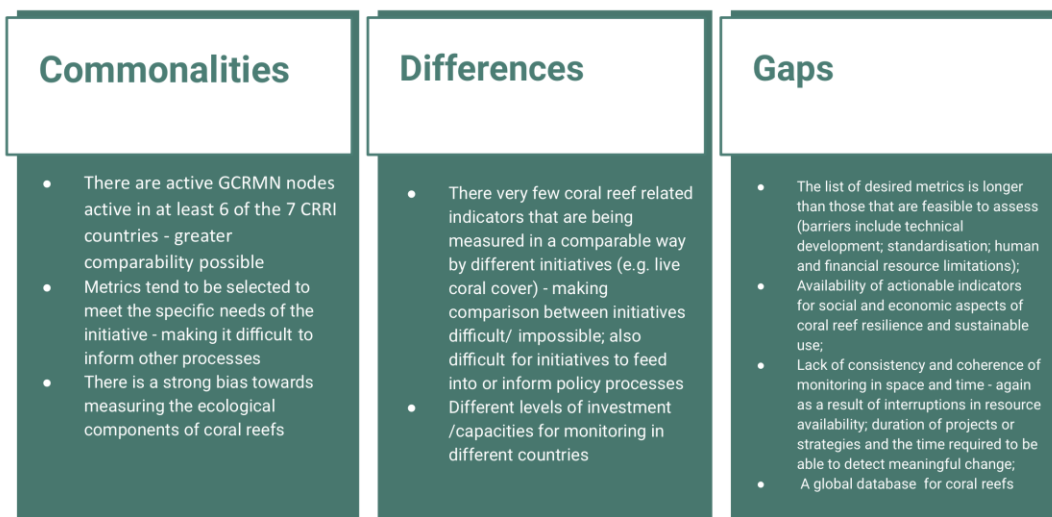 Commonalities
● There are active GCRMN nodes
active in at least 6 of the 7 CRRI
countries - greater
comparability possible
● Metrics tend to be selected to
meet the specific needs of the
initiative - making it difficult to
inform other processes
● There is a strong bias towards
measuring the ecological
components of coral reefs
Differences
● There very few coral reef related
indicators that are being
measured in a comparable way
by different initiatives (e.g. live
coral cover) - making
comparison between initiatives
difficult/ impossible; also
difficult for initiatives to feed
into or inform policy processes
● Different levels of investment
/capacities for monitoring in
different countries
Gaps
● The list of desired metrics is longer
than those that are feasible to assess
(barriers include technical
development; standardisation; human
and financial resource limitations);
● Availability of actionable indicators
for social and economic aspects of
coral reef resilience and sustainable
use;
● Lack of consistency and coherence of
monitoring in space and time - again
as a result of interruptions in resource
availability; duration of projects or
strategies and the time required to be
able to detect meaningful change;
● A global database for coral reefs